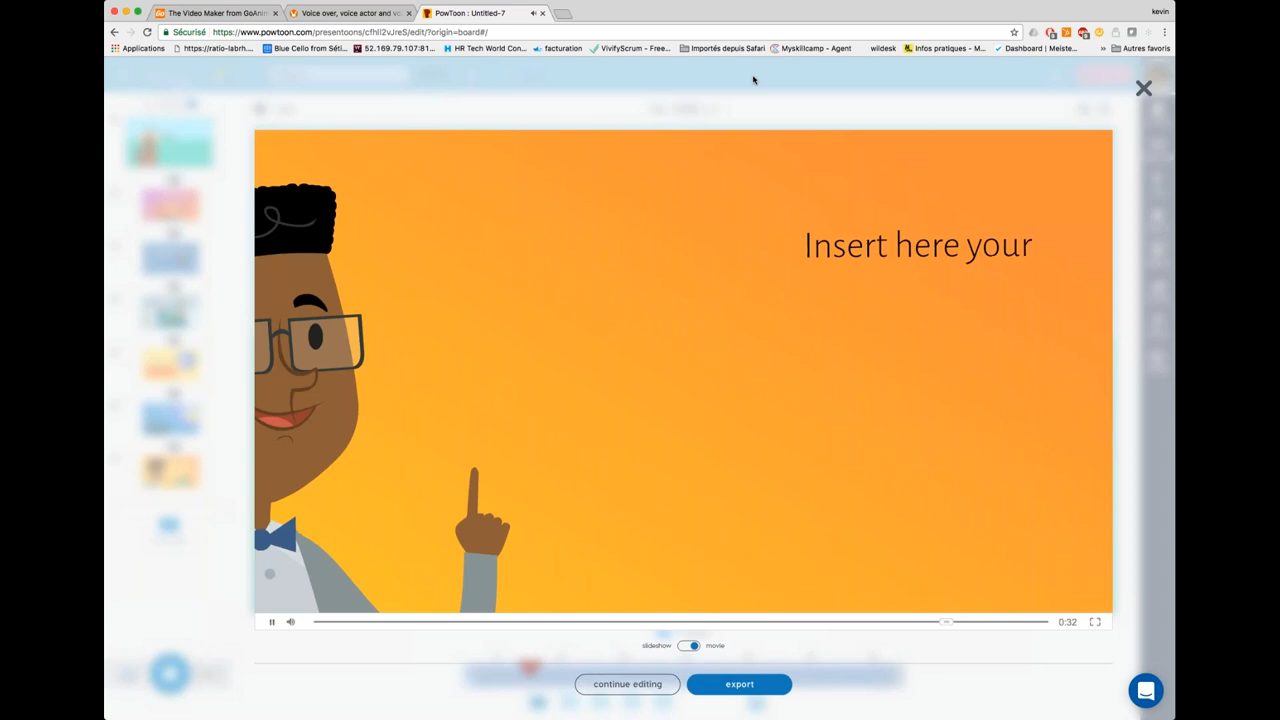 The Video Maker from GoAnim
Voice over, voice actor and vo
PowToon : Untitled-7
kevin
Sécurisé
https://www.powtoon.com/presentoons/cfhII2vJreS/edit/?origin=board#/
Applications
https://ratio-labrh....
Blue Cello from Séti...
52.169.79.107:81...
HR Tech World Con...
facturation
VivifyScrum - Free...
Importés depuis Safari
Myskillcamp - Agent
wildesk
Infos pratiques - M...
Dashboard | Meiste...
»
Autres favoris
Insert here your
0:32
slideshow
movie
continue editing
export